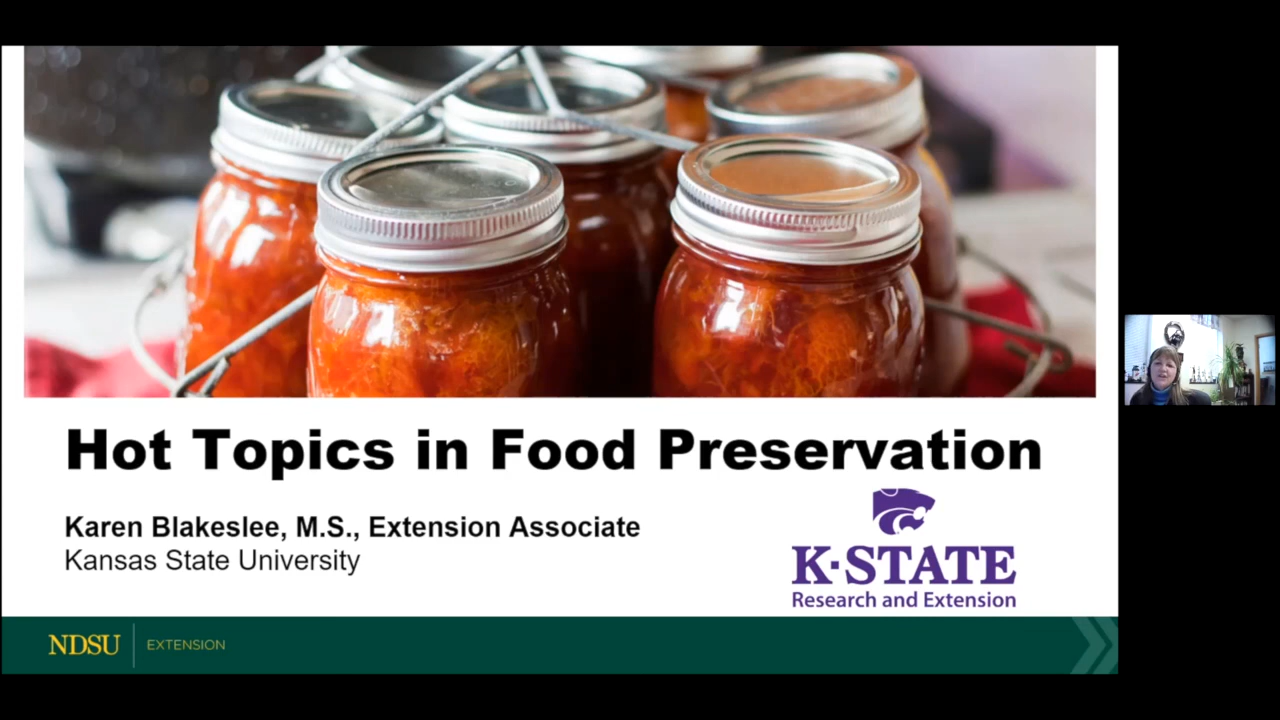 Hot Topics in Food Preservation
Karen Blakeslee, M.S., Extension Associate
Kansas State University
K·STATE
Research and Extension
NDSU EXTENSION